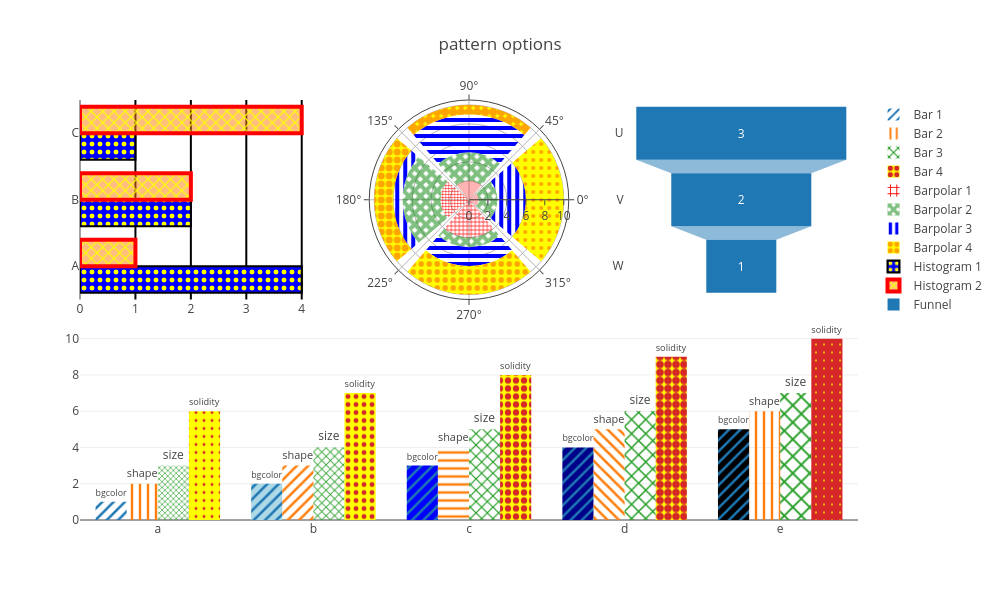 pattern options
C
B
A
0 1 2 3 4
90°
135° 45°
180° 0°
0 2 4 6 8 10
225° 315°
270°
U 3
V 2
W 1
Bar 1
Bar 2
Bar 3
Bar 4
Barpolar 1
Barpolar 2
Barpolar 3
Barpolar 4
Histogram 1
Histogram 2
Funnel
10
8
6
4
2
0
bgcolor shape size solidity
bgcolor shape size solidity
bgcolor shape size solidity
bgcolor shape size solidity
bgcolor shape size solidity
a b c d e